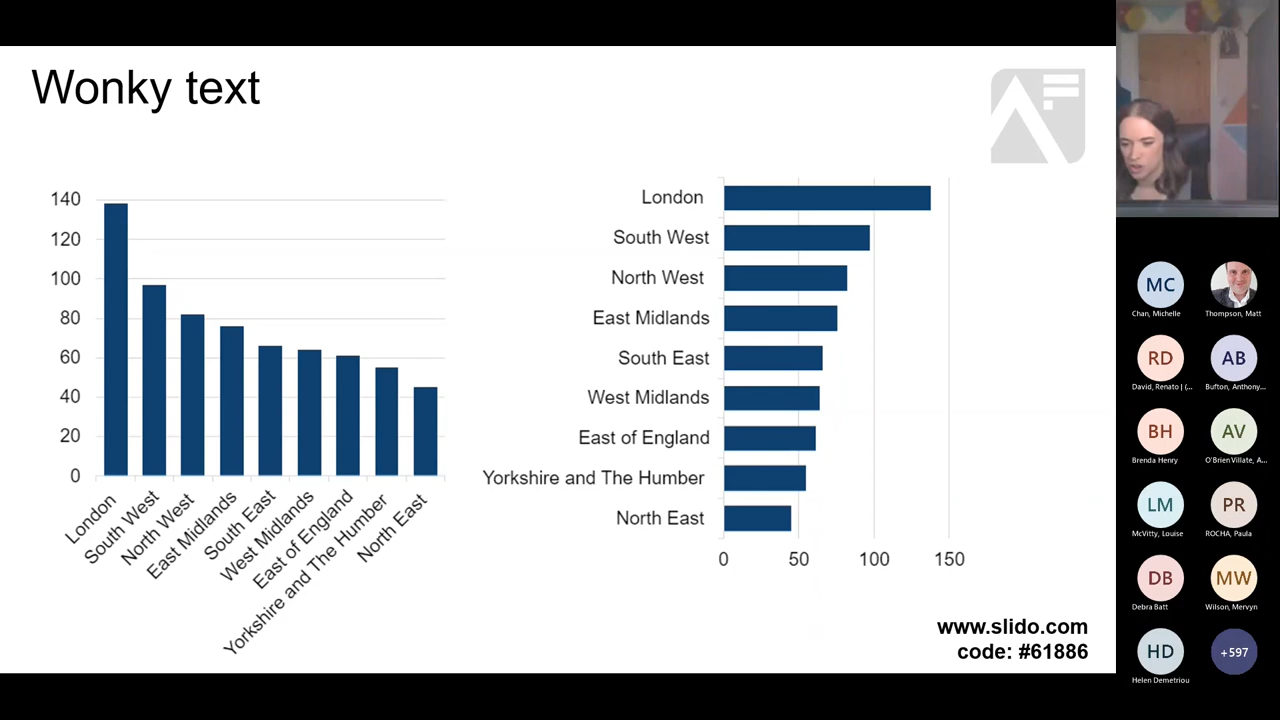 Wonky text
140
120
100
80
60
40
20
0
London
South West
North West
East Midlands
South East
West Midlands
East of England
Yorkshire and The Humber
North East
London
South West
North West
East Midlands
South East
West Midlands
East of England
Yorkshire and The Humber
North East
0 50 100 150
www.slido.com
code: #61886
MC
Chan, Michelle
Thompson, Matt
RD
David, Renato J (...
AB
Bufton, Anthony...
BH
Brenda Henry
AV
O'Brien Villate, A...
LM
McVitty, Louise
PR
ROCHA, Paula
DB
Debra Batt
MW
Wilson, Mervyn
HD
Helen Demetriou
+597